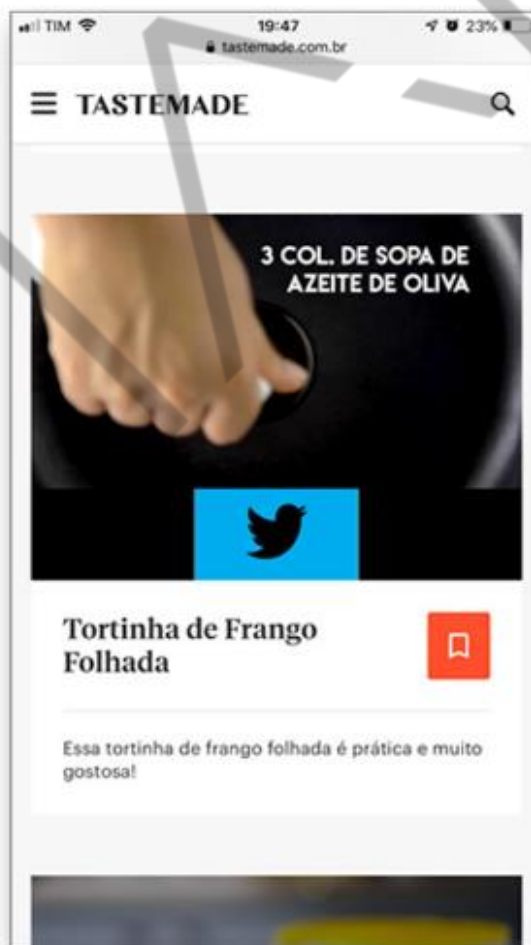 TIM 19:47 23%
tastemade.com.br
TASTEMADE
3 COL. DE SOPA DE
AZEITE DE OLIVA
Tortinha de Frango
Folhada
Essa tortinha de frango folhada é prática e muito
gostosa!